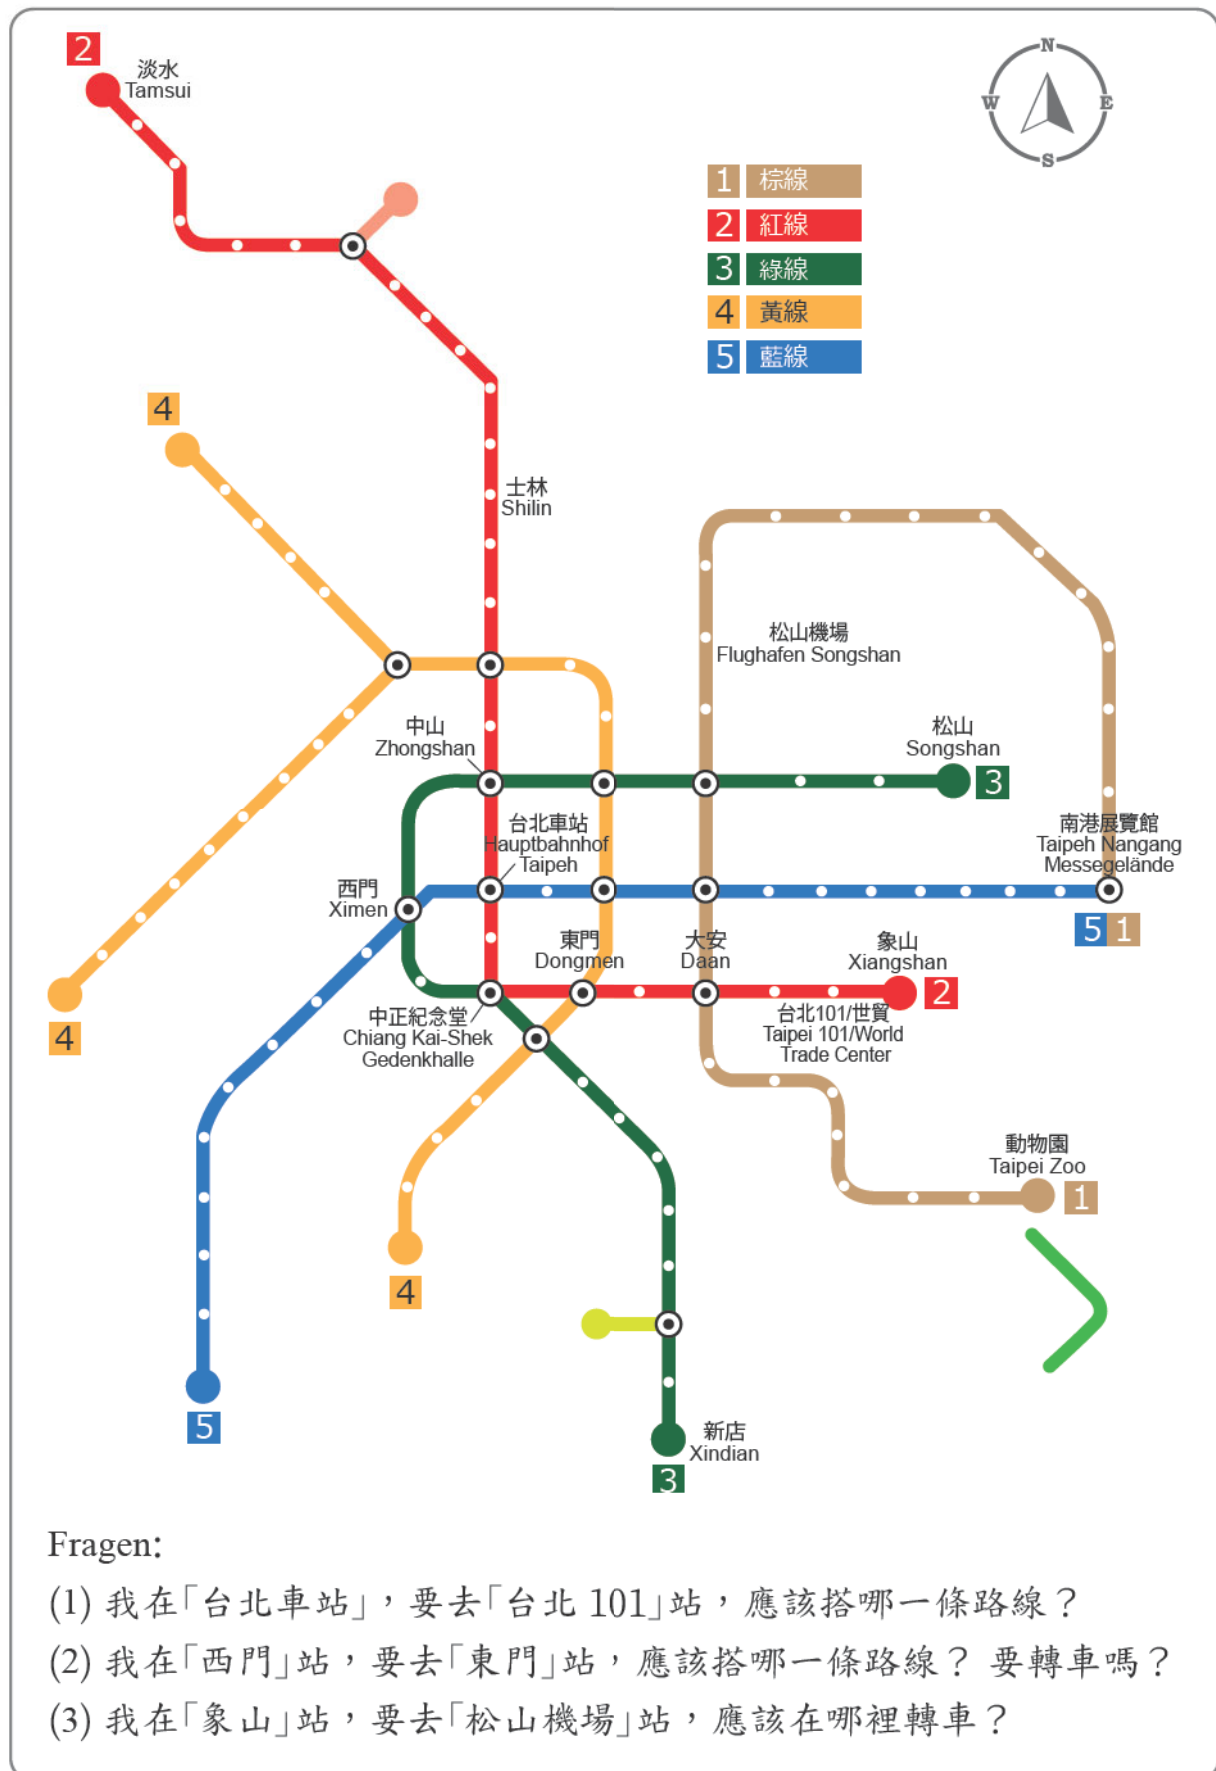 2
淡水
Tamsui
N
W
E
S
1 棕線
2 紅線
3 綠線
4 黃線
5 藍線
4
士林
Shilin
松山機場
Flughafen Songshan
中山
Zhongshan
松山
Songshan
3
台北車站
Hauptbahnhof
Taipeh
南港展覽館
Taipeh Nangang
Messegelände
西門
Ximen
5 1
東門
Dongmen
大安
Daan
象山
Xiangshan
2
4
中正紀念堂
Chiang Kai-Shek
Gedenkhalle
台北101/世貿
Taipei 101/World
Trade Center
動物園
Taipei Zoo
1
4
5
新店
Xindian
3
Fragen:
(1) 我在「台北車站」，要去「台北 101」站，應該搭哪一條路線？
(2) 我在「西門」站，要去「東門」站，應該搭哪一條路線？ 要轉車嗎？
(3) 我在「象山」站，要去「松山機場」站，應該在哪裡轉車？